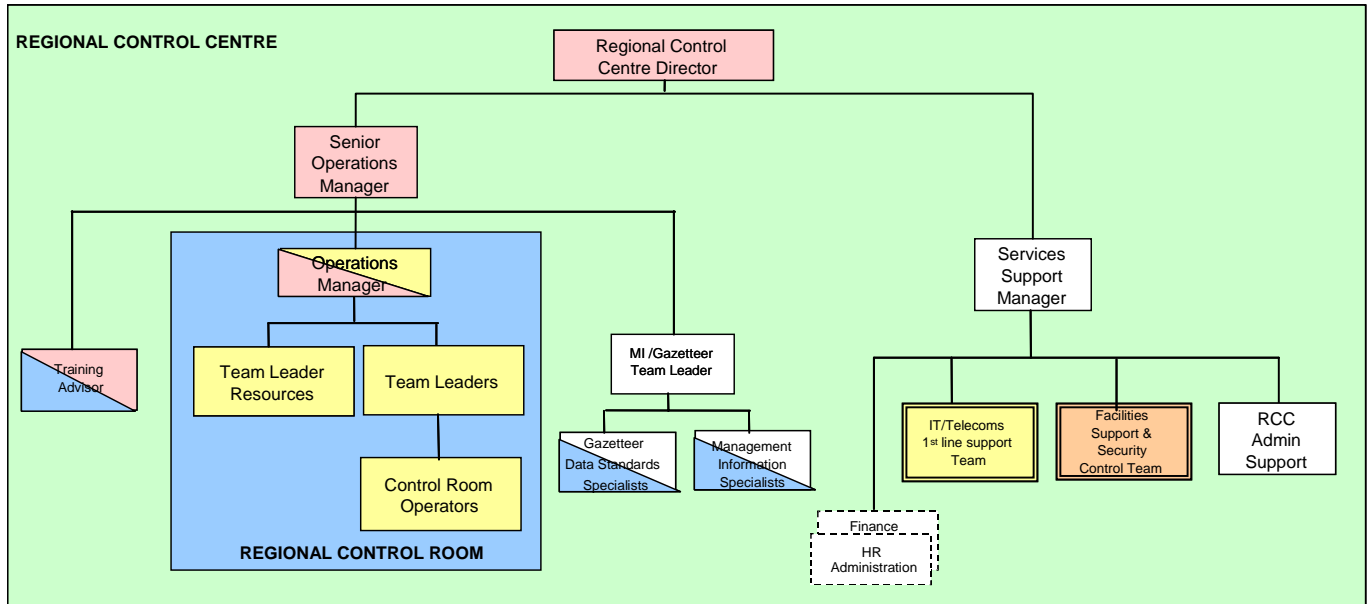 REGIONAL CONTROL CENTRE
Regional Control
Centre Director
Senior
Operations
Manager
Operations
Manager
Services
Support
Manager
Training
Advisor
Team Leader
Resources
Team Leaders
MI /Gazetteer
Team Leader
Control Room
Operators
REGIONAL CONTROL ROOM
Gazetteer
Data Standards
Specialists
Management
Information
Specialists
IT/Telecoms
1st line support
Team
Facilities
Support &
Security
Control Team
RCC
Admin
Support
Finance
HR
Administration